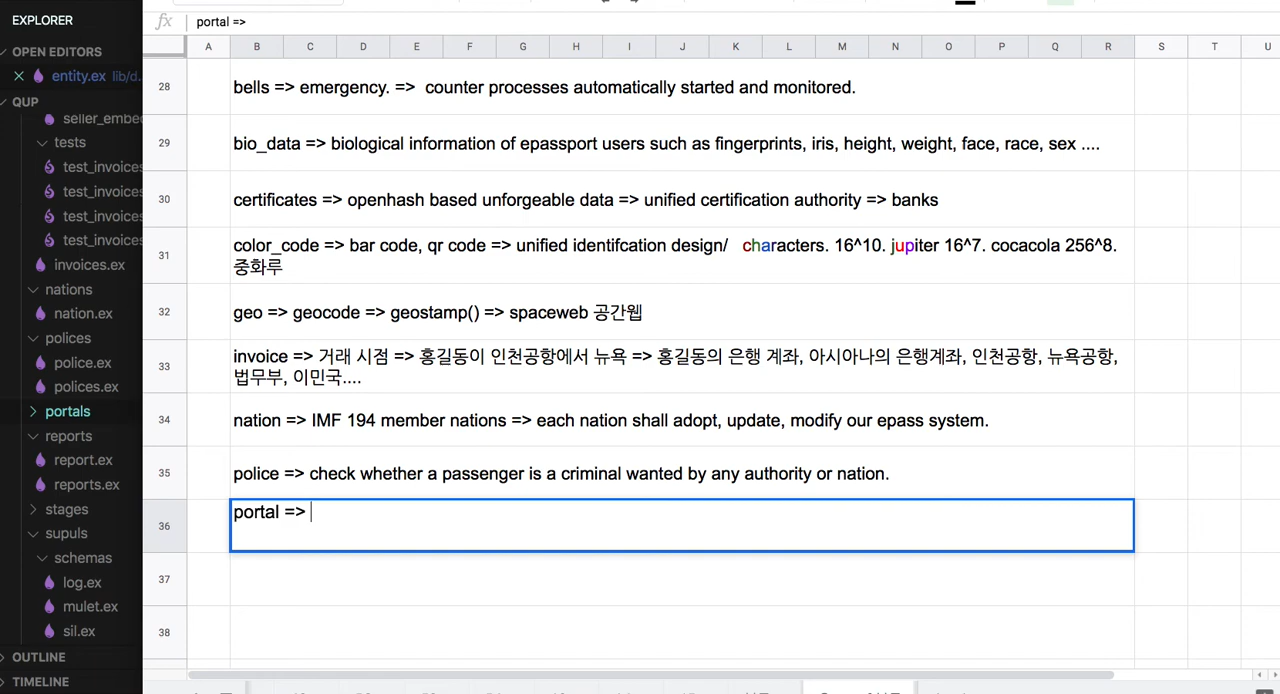 EXPLORER
fx portal =>
OPEN EDITORS
entity.ex lib/d.
QUP
seller_embed
tests
test_invoices
test_invoices
test_invoices
test_invoices
invoices.ex
nations
nation.ex
polices
police.ex
polices.ex
portals
reports
report.ex
reports.ex
stages
supuls
schemas
log.ex
mulet.ex
sil.ex
OUTLINE
TIMELINE
A B C D E F G H I J K L M N O P Q R S T U
28 bells => emergency. => counter processes automatically started and monitored.
29 bio_data => biological information of epassport users such as fingerprints, iris, height, weight, face, race, sex ....
30 certificates => openhash based unforgeable data => unified certification authority => banks
31 color_code => bar code, qr code => unified identifcation design/ characters. 16^10. jupiter 16^7. cocacola 256^8.
중화루
32 geo => geocode => geostamp() => spaceweb 공간웹
33 invoice => 거래 시점 => 홍길동이 인천공항에서 뉴욕 => 홍길동의 은행 계좌, 아시아나의 은행계좌, 인천공항, 뉴욕공항,
법무부, 이민국....
34 nation => IMF 194 member nations => each nation shall adopt, update, modify our epass system.
35 police => check whether a passenger is a criminal wanted by any authority or nation.
36 portal =>
37
38